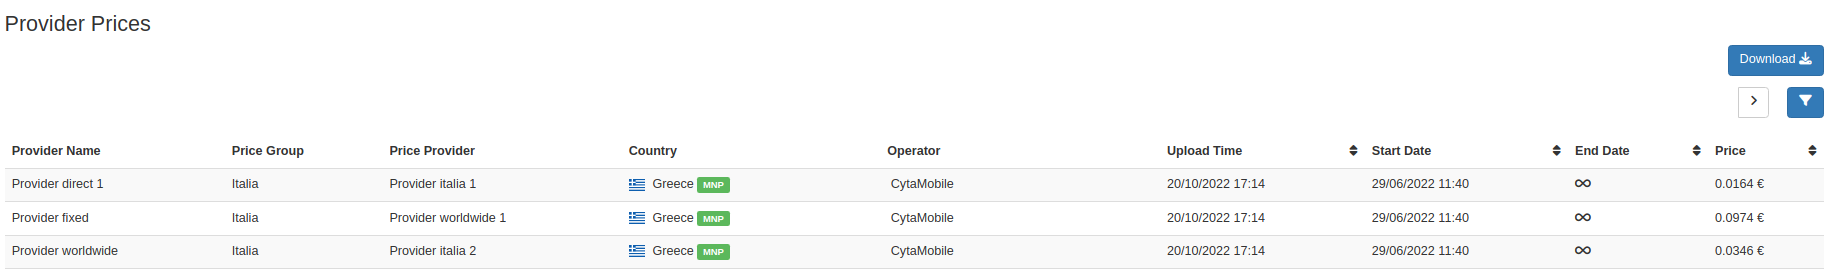 Provider Prices
Download
Provider Name Price Group Price Provider Country Operator Upload Time Start Date End Date Price
Provider direct 1 Italia Provider italia 1 Greece MNP CytaMobile 20/10/2022 17:14 29/06/2022 11:40 ∞ 0.0164 €
Provider fixed Italia Provider worldwide 1 Greece MNP CytaMobile 20/10/2022 17:14 29/06/2022 11:40 ∞ 0.0974 €
Provider worldwide Italia Provider italia 2 Greece MNP CytaMobile 20/10/2022 17:14 29/06/2022 11:40 ∞ 0.0346 €